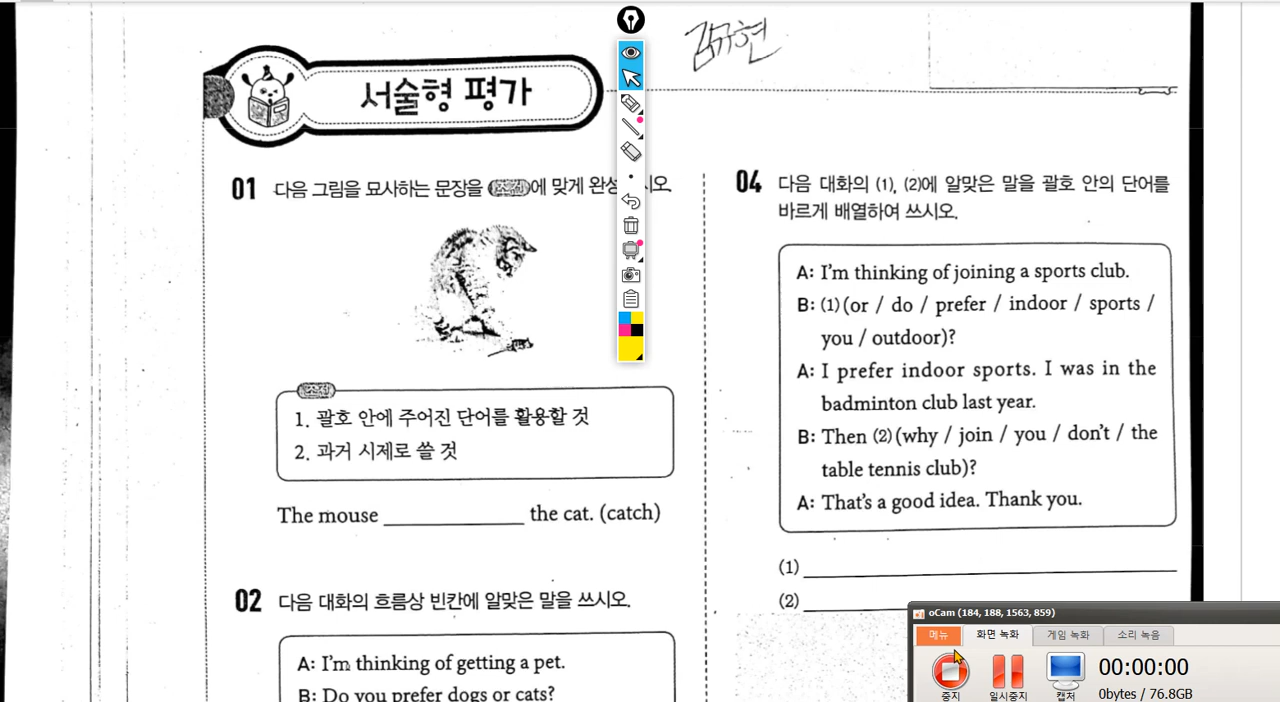 김규현
서술형 평가
01 다음 그림을 묘사하는 문장을 조건에 맞게 완성 시오.
조건
1. 괄호 안에 주어진 단어를 활용할 것
2. 과거 시제로 쓸 것
The mouse ____________ the cat. (catch)
02 다음 대화의 흐름상 빈칸에 알맞은 말을 쓰시오.
A: I'm thinking of getting a pet.
B: Do you prefer dogs or cats?
04 다음 대화의 (1), (2)에 알맞은 말을 괄호 안의 단어를
바르게 배열하여 쓰시오.
A: I'm thinking of joining a sports club.
B: (1)(or / do / prefer / indoor / sports /
you / outdoor)?
A: I prefer indoor sports. I was in the
badminton club last year.
B: Then (2)(why / join / you / don't / the
table tennis club)?
A: That's a good idea. Thank you.
(1)
(2)
oCam (184, 188, 1563, 859)
메뉴 화면 녹화 게임 녹화 소리 녹음
중지 일시중지 캡처
00:00:00
0bytes / 76.8GB